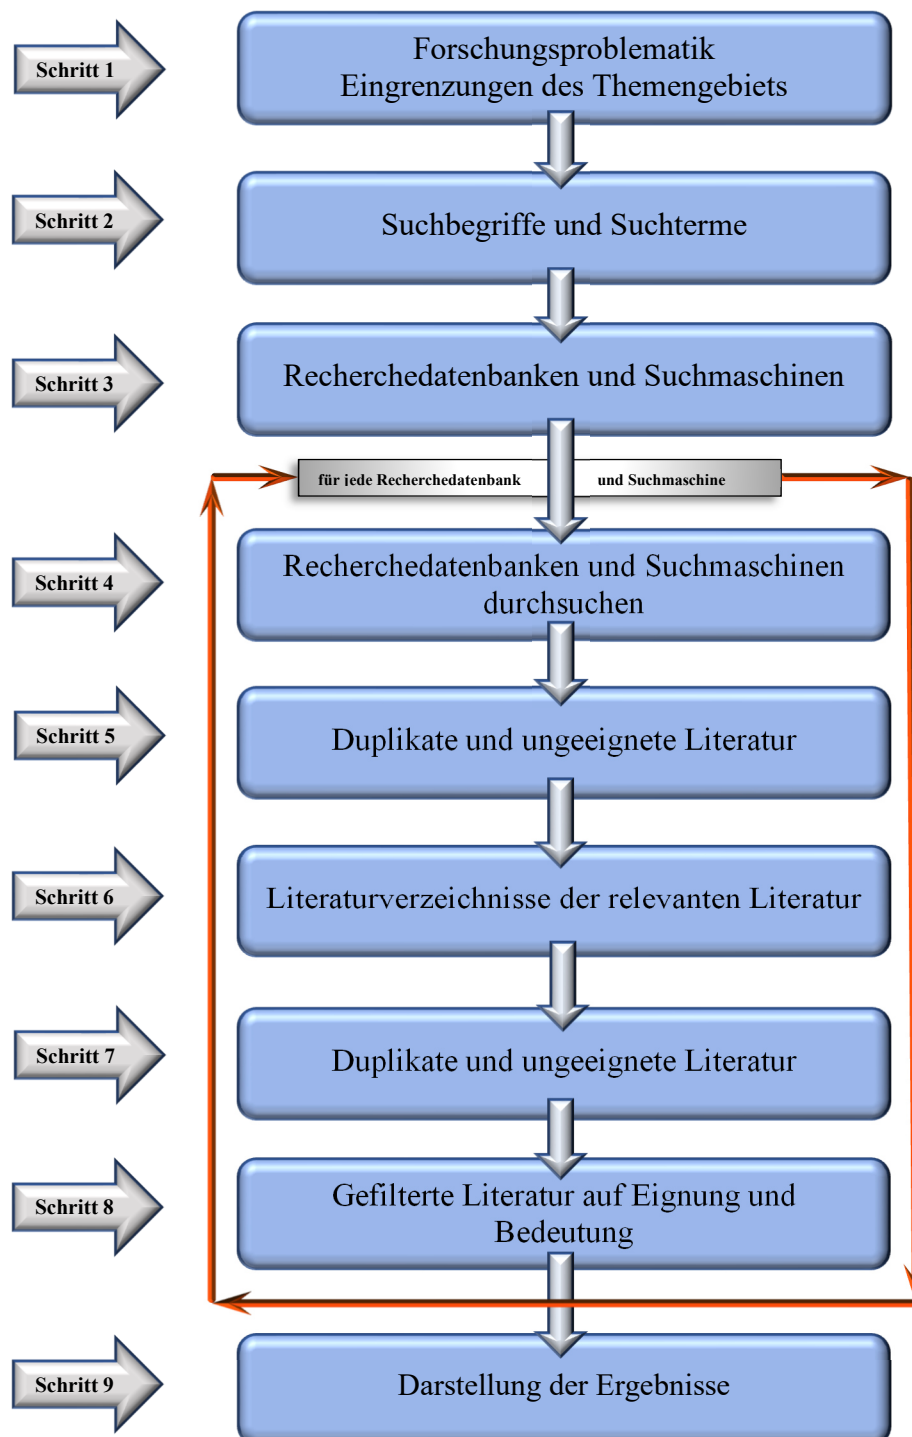 Schritt 1
Forschungsproblematik
Eingrenzungen des Themengebiets
Schritt 2
Suchbegriffe und Suchterme
Schritt 3
Recherchedatenbanken und Suchmaschinen
für jede Recherchedatenbank und Suchmaschine
Schritt 4
Recherchedatenbanken und Suchmaschinen
durchsuchen
Schritt 5
Duplikate und ungeeignete Literatur
Schritt 6
Literaturverzeichnisse der relevanten Literatur
Schritt 7
Duplikate und ungeeignete Literatur
Schritt 8
Gefilterte Literatur auf Eignung und
Bedeutung
Schritt 9
Darstellung der Ergebnisse